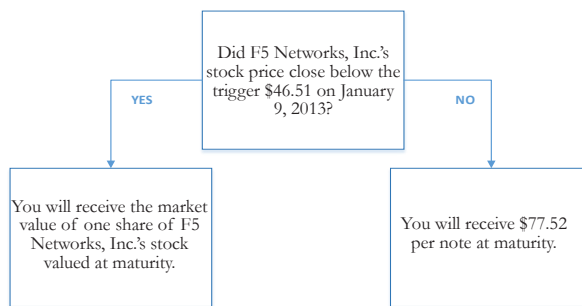 Did F5 Networks, Inc.'s
stock price close below the
trigger $46.51 on January
9, 2013?
YES
NO
You will receive the market
value of one share of F5
Networks, Inc.'s stock
valued at maturity.
You will receive $77.52
per note at maturity.